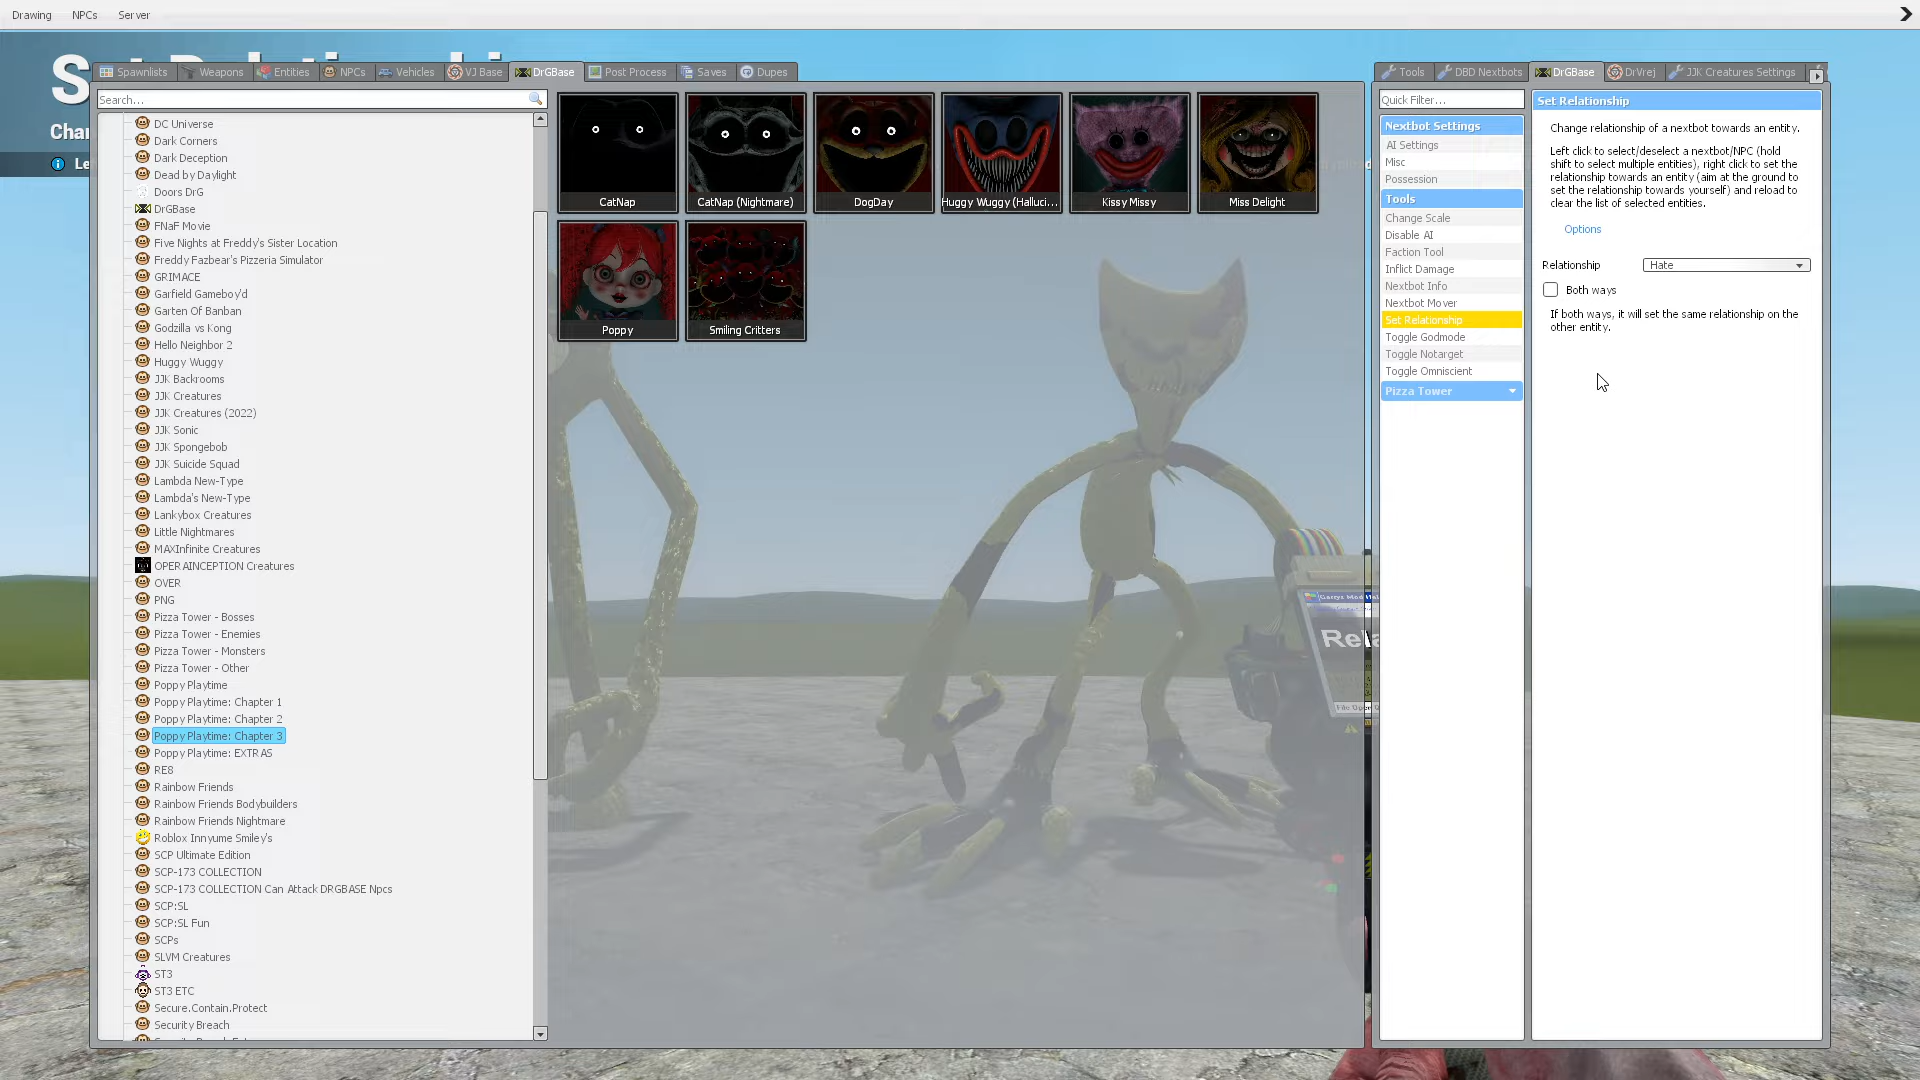 Drawing NPCs Server
Spawnlists Weapons Entities NPCs Vehicles VJ Base DrGBase Post Process Saves Dupes
Search...
DC Universe
Dark Corners
Dark Deception
Dead by Daylight
Doors DrG
DrGBase
FNaF Movie
Five Nights at Freddy's Sister Location
Freddy Fazbear's Pizzeria Simulator
GRIMACE
Garfield Gameboy'd
Garten Of Banban
Godzilla vs Kong
Hello Neighbor 2
Huggy Wuggy
JJK Backrooms
JJK Creatures
JJK Creatures (2022)
JJK Sonic
JJK Spongebob
JJK Suicide Squad
Lambda New-Type
Lambda's New-Type
Lankybox Creatures
Little Nightmares
MAXInfinite Creatures
OPERAINCEPTION Creatures
OVER
PNG
Pizza Tower - Bosses
Pizza Tower - Enemies
Pizza Tower - Monsters
Pizza Tower - Other
Poppy Playtime
Poppy Playtime: Chapter 1
Poppy Playtime: Chapter 2
Poppy Playtime: Chapter 3
Poppy Playtime: EXTRAS
RE8
Rainbow Friends
Rainbow Friends Bodybuilders
Rainbow Friends Nightmare
Roblox Innyume Smiley's
SCP Ultimate Edition
SCP-173 COLLECTION
SCP-173 COLLECTION Can Attack DRGBASE Npcs
SCP:SL
SCP:SL Fun
SCPs
SLVM Creatures
ST3
ST3 ETC
Secure.Contain.Protect
Security Breach
CatNap CatNap (Nightmare) DogDay Huggy Wuggy (Halluci... Kissy Missy Miss Delight
Poppy Smiling Critters
Tools DBD Nextbots DrGBase DrVrej JJK Creatures Settings
Quick Filter...
Nextbot Settings
AI Settings
Misc
Possession
Tools
Change Scale
Disable AI
Faction Tool
Inflict Damage
Nextbot Info
Nextbot Mover
Set Relationship
Toggle Godmode
Toggle Notarget
Toggle Omniscient
Pizza Tower
Set Relationship
Change relationship of a nextbot towards an entity.
Left click to select/deselect a nextbot/NPC (hold
shift to select multiple entities), right click to set the
relationship towards an entity (aim at the ground to
set the relationship towards yourself) and reload to
clear the list of selected entities.
Options
Relationship Hate
Both ways
If both ways, it will set the same relationship on the
other entity.